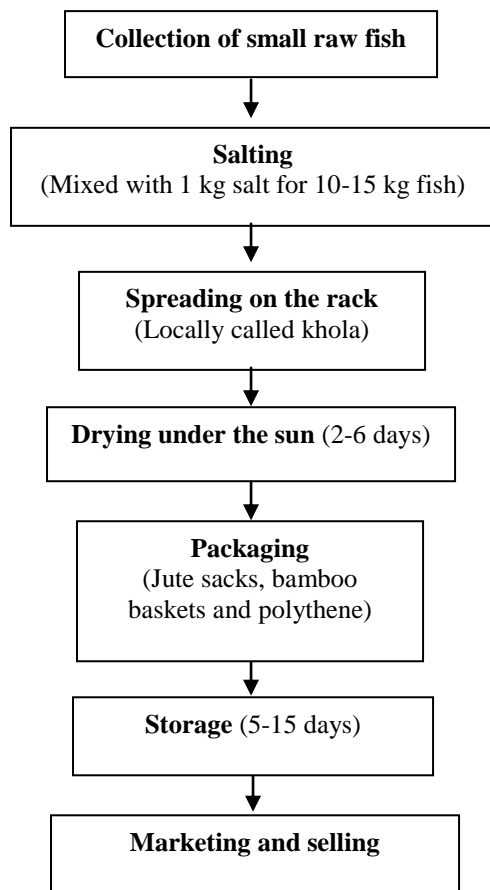 Collection of small raw fish
Salting
(Mixed with 1 kg salt for 10-15 kg fish)
Spreading on the rack
(Locally called khola)
Drying under the sun (2-6 days)
Packaging
(Jute sacks, bamboo
baskets and polythene)
Storage (5-15 days)
Marketing and selling